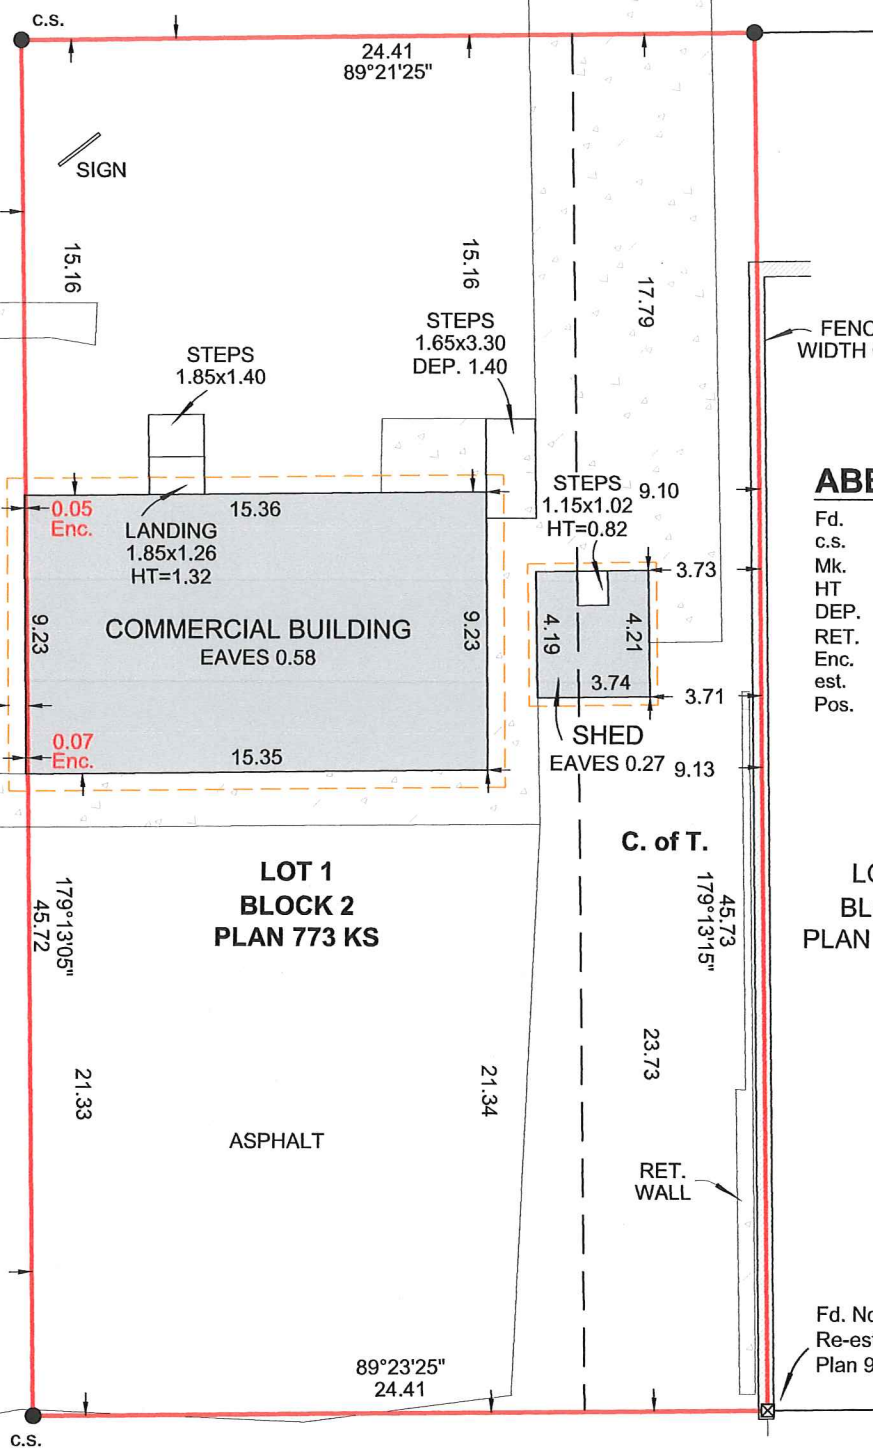 c.s.
24.41
89°21'25"
SIGN
15.16
15.16
17.79
STEPS
1.65x3.30
DEP. 1.40
FENC
WIDTH
STEPS
1.85x1.40
STEPS
1.15x1.02
HT=0.82
9.10
0.05
Enc.
15.36
LANDING
1.85x1.26
HT=1.32
3.73
9.23
COMMERCIAL BUILDING
EAVES 0.58
9.23
4.19
4.21
3.74
3.71
0.07
Enc.
15.35
SHED
EAVES 0.27
9.13
Fd.
c.s.
Mk.
HT
DEP.
RET.
Enc.
est.
Pos.
C. of T.
LOT 1
BLOCK 2
PLAN 773 KS
179°13'05"
45.72
45.73
179°13'15"
BL
PLAN
21.33
21.34
23.73
ASPHALT
RET.
WALL
89°23'25"
24.41
Fd. No
Re-est
Plan 9
c.s.